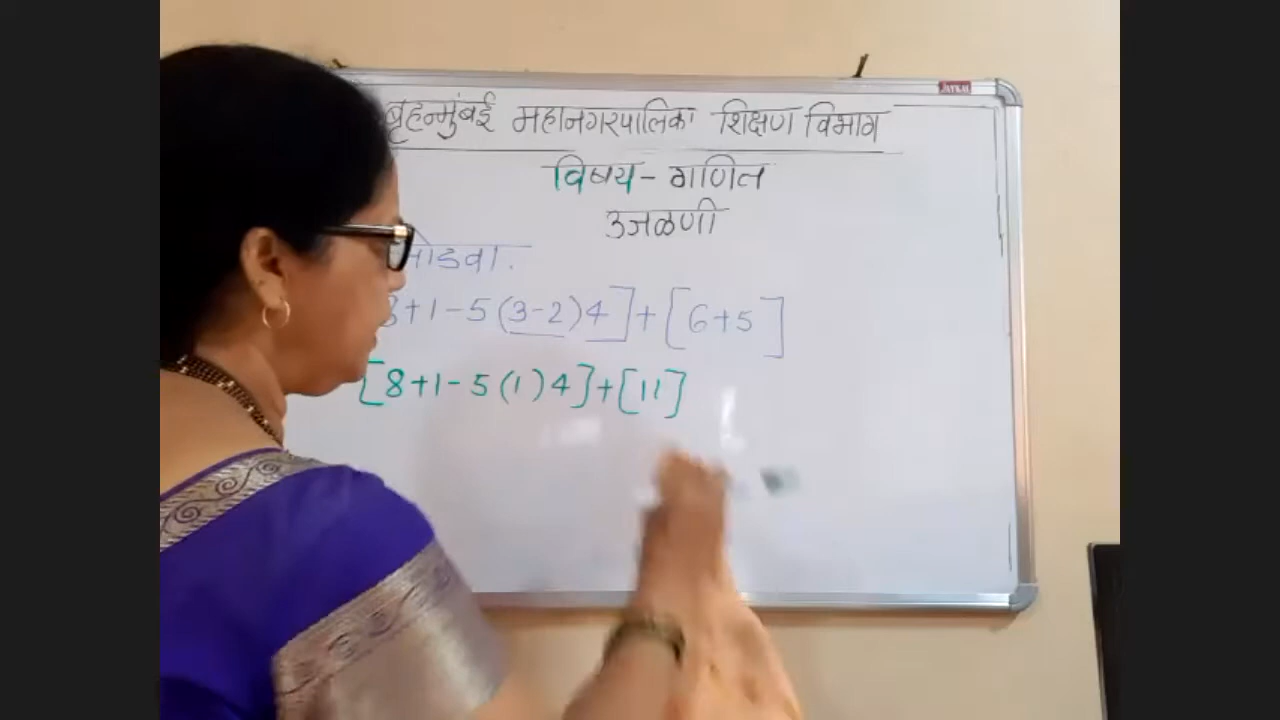 बृहन्मुंबई महानगरपालिका शिक्षण विभाग
विषय - गणित
उजळणी
सोडवा.
8+1-5(3-2)4]+[6+5]
[8+1-5(1)4]+[11]